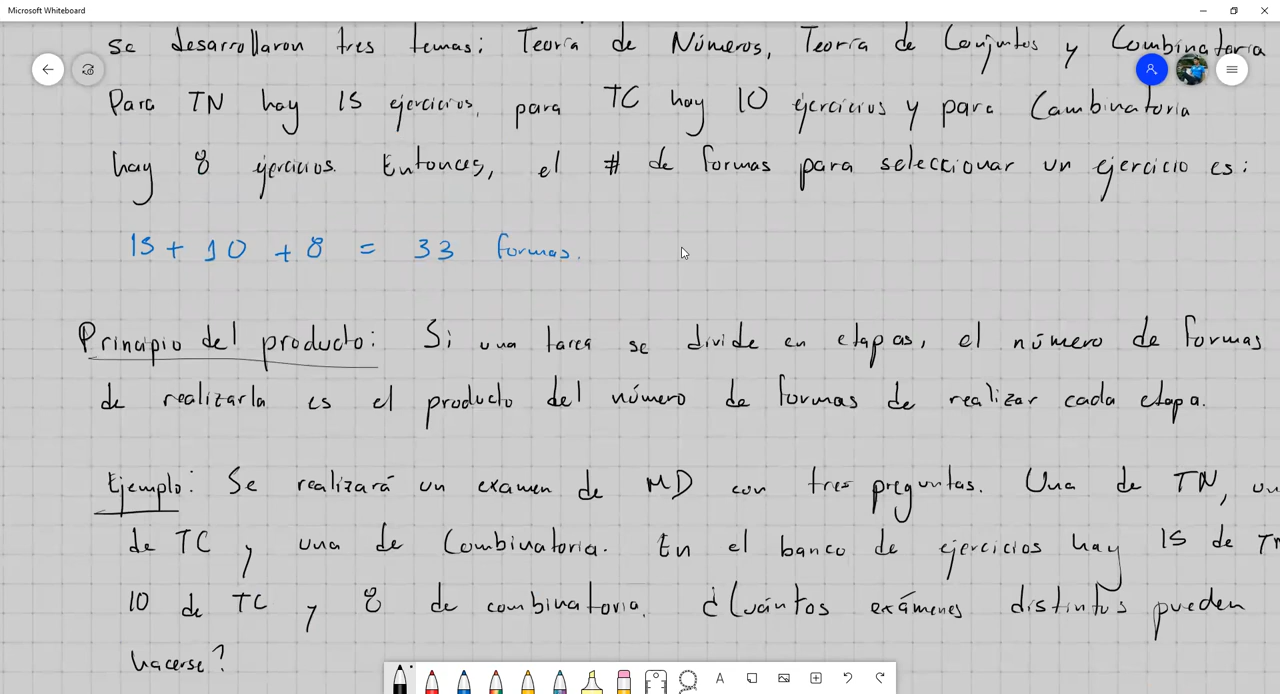 Microsoft Whiteboard
se desarrollaron tres temas: Teoría de Números, Teoría de Conjuntos y Combinatoria
Para TN hay 15 ejercicios, para TC hay 10 ejercicios y para Combinatoria
hay 8 ejercicios. Entonces, el # de formas para seleccionar un ejercicio es:
15 + 10 + 8 = 33 formas.
Principio del producto: Si una tarea se divide en etapas, el número de formas
de realizarla es el producto del número de formas de realizar cada etapa.
Ejemplo: Se realizará un examen de MD con tres preguntas. Una de TN, un
de TC y una de Combinatoria. En el banco de ejercicios hay 15 de TN
10 de TC y 8 de combinatoria. ¿Cuántos exámenes distintos pueden
hacerse?